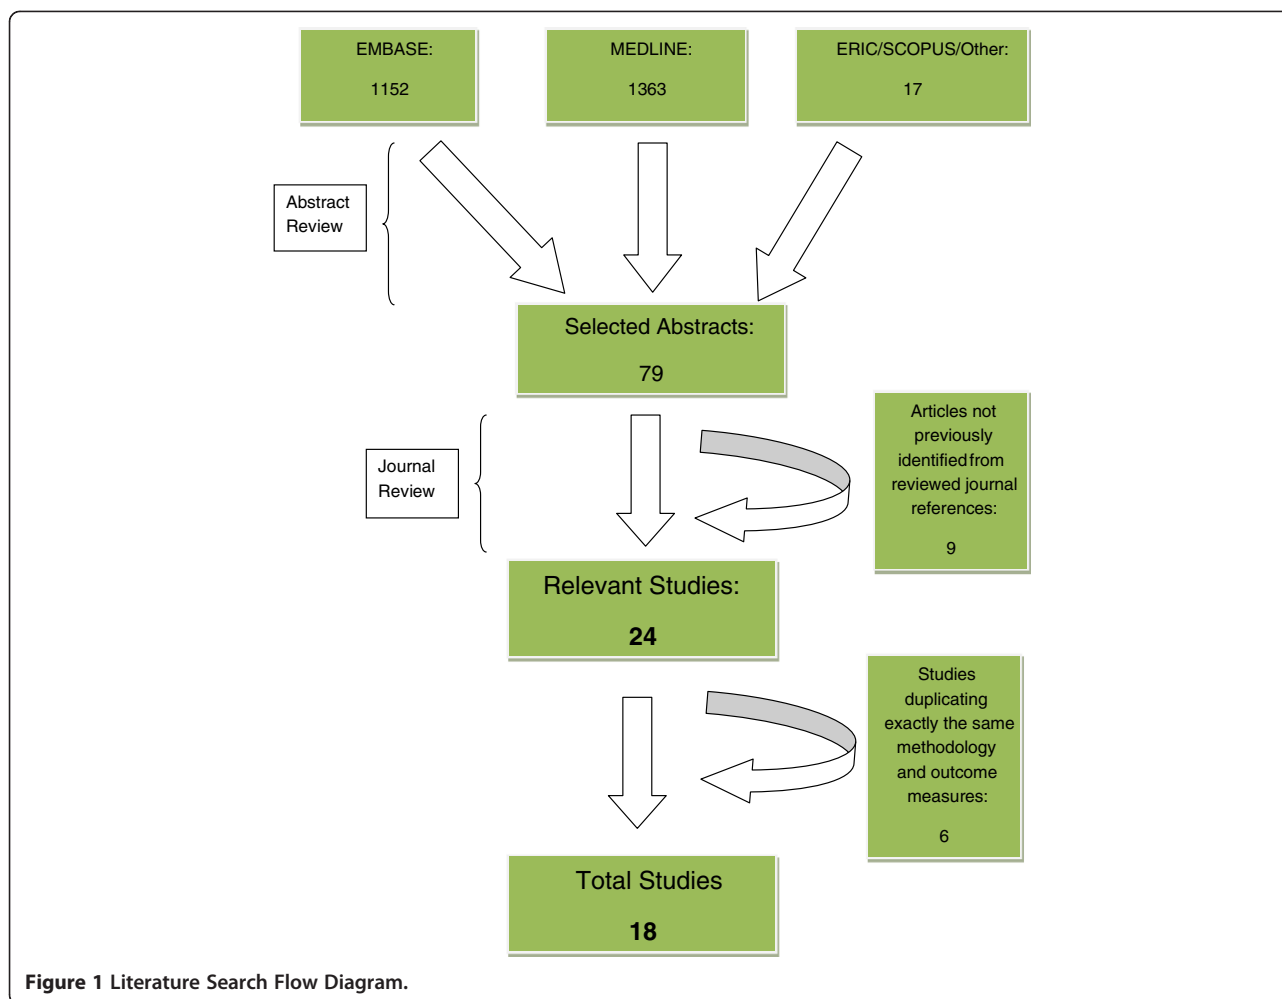 EMBASE:
1152
MEDLINE:
1363
ERIC/SCOPUS/Other:
17
Abstract
Review
Selected Abstracts:
79
Journal
Review
Articles not
previously
identified from
reviewed journal
references:
9
Relevant Studies:
24
Studies
duplicating
exactly the same
methodology
and outcome
measures:
6
Total Studies
18
Figure 1 Literature Search Flow Diagram.